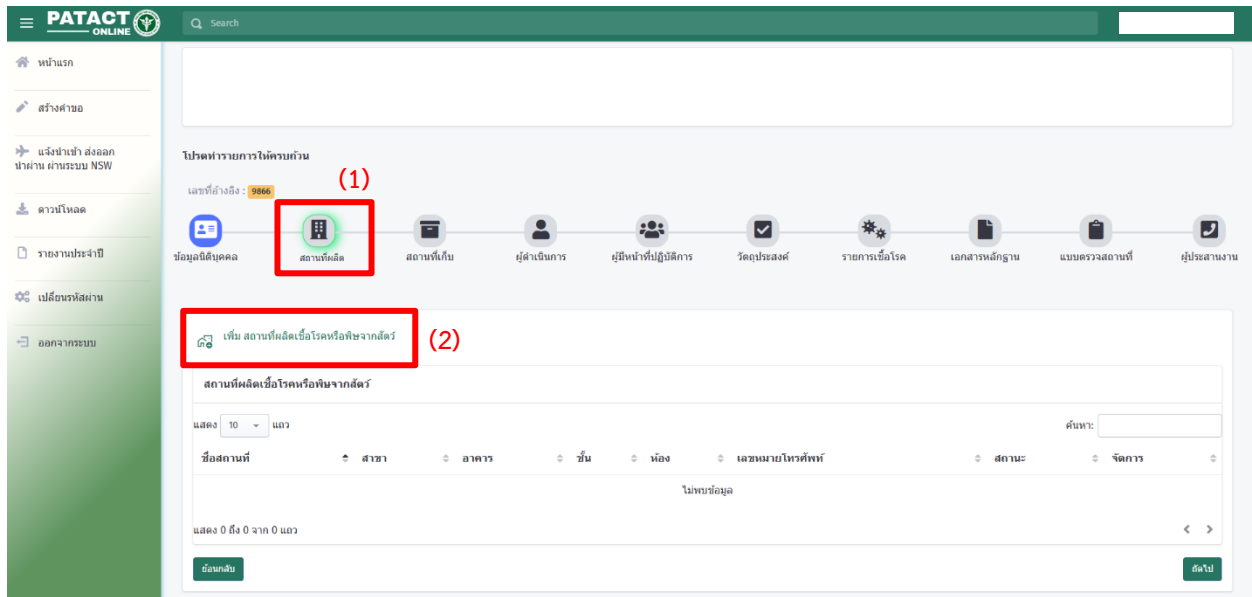 PATACT
ONLINE
Search
หน้าแรก
สร้างคำขอ
แจ้งนำเข้า ส่งออก
นำผ่าน ผ่านระบบ NSW
ดาวน์โหลด
รายงานประจำปี
เปลี่ยนรหัสผ่าน
ออกจากระบบ
โปรดทำรายการให้ครบถ้วน
เลขที่อ้างอิง : 9866
(1)
ข้อมูลนิติบุคคล สถานที่ผลิต สถานที่เก็บ ผู้ดำเนินการ ผู้มีหน้าที่ปฏิบัติการ วัตถุประสงค์ รายการเชื้อโรค เอกสารหลักฐาน แบบตรวจสถานที่ ผู้ประสานงาน
เพิ่ม สถานที่ผลิตเชื้อโรคหรือพิษจากสัตว์ (2)
สถานที่ผลิตเชื้อโรคหรือพิษจากสัตว์
แสดง 10 แถว ค้นหา:
ชื่อสถานที่ สาขา อาคาร ชั้น ห้อง เลขหมายโทรศัพท์ สถานะ จัดการ
ไม่พบข้อมูล
แสดง 0 ถึง 0 จาก 0 แถว
ย้อนกลับ ถัดไป